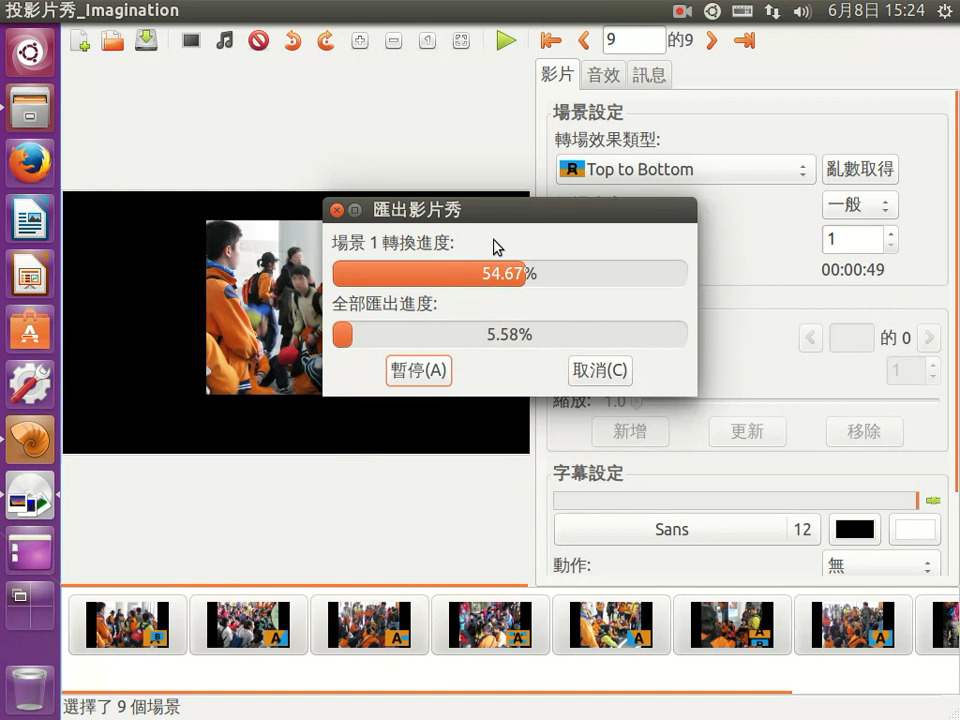 投影片秀_Imagination
6月8日 15:24
9 的9
影片 音效 訊息
場景設定
轉場效果類型:
Top to Bottom 亂數取得
一般
1
00:00:49
匯出影片秀
場景 1 轉換進度:
54.67%
全部匯出進度:
5.58%
暫停(A) 取消(C)
的 0
1
縮放: 1.0
新增 更新 移除
字幕設定
Sans 12
動作: 無
選擇了 9 個場景